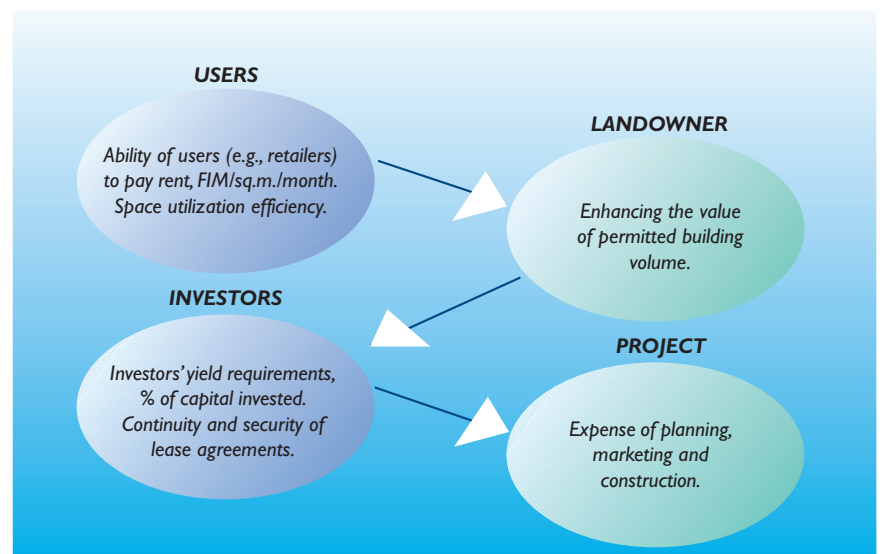 USERS
Ability of users (e.g., retailers)
to pay rent, FIM/sq.m./month.
Space utilization efficiency.
LANDOWNER
Enhancing the value
of permitted building
volume.
INVESTORS
Investors' yield requirements,
% of capital invested.
Continuity and security of
lease agreements.
PROJECT
Expense of planning,
marketing and
construction.